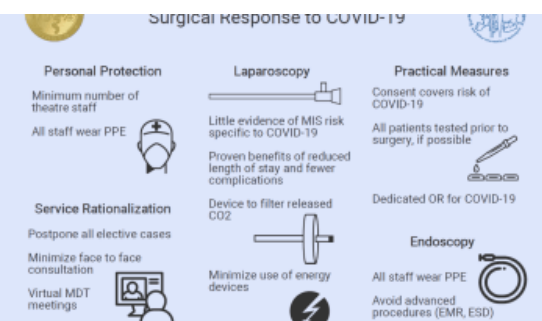 Surgical Response to COVID-19
Personal Protection
Minimum number of
theatre staff
All staff wear PPE
Service Rationalization
Postpone all elective cases
Minimize face to face
consultation
Virtual MDT
meetings
Laparoscopy
Little evidence of MIS risk
specific to COVID-19
Proven benefits of reduced
length of stay and fewer
complications
Device to filter released
CO2
Minimize use of energy
devices
Practical Measures
Consent covers risk of
COVID-19
All patients tested prior to
surgery, if possible
Dedicated OR for COVID-19
Endoscopy
All staff wear PPE
Avoid advanced
procedures (EMR, ESD)